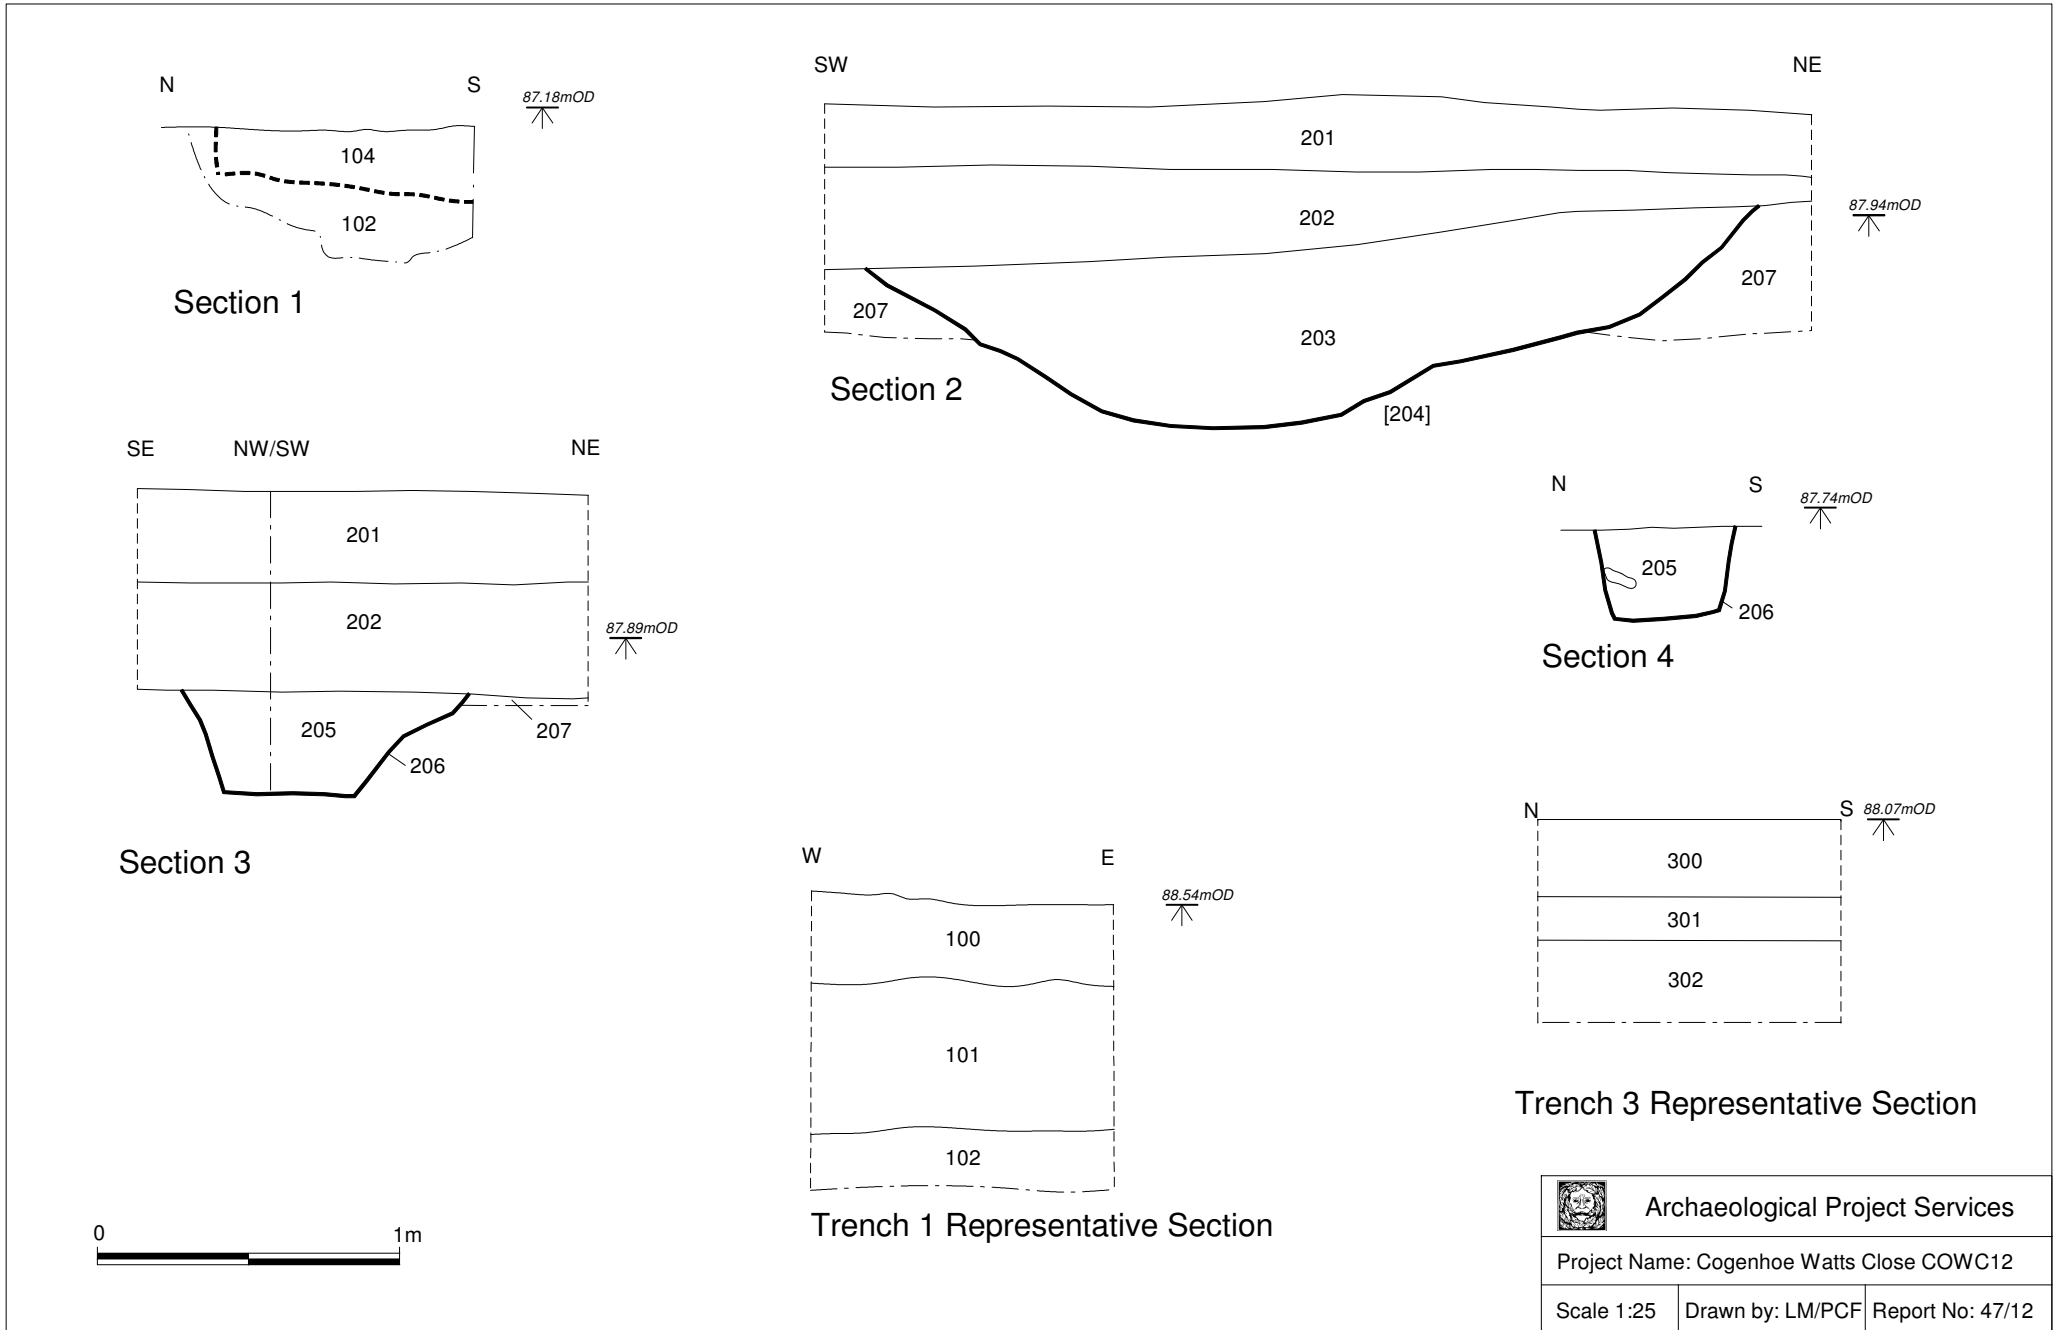 N
S
87.18mOD
104
102
Section 1
SW
NE
201
202
87.94mOD
207
207
203
[204]
Section 2
SE
NW/SW
NE
201
202
87.89mOD
205
207
206
Section 3
N
S
87.74mOD
205
206
Section 4
W
E
88.54mOD
100
101
102
Trench 1 Representative Section
N
S
88.07mOD
300
301
302
Trench 3 Representative Section
0
1m
Archaeological Project Services
Project Name: Cogenhoe Watts Close COWC12
Scale 1:25
Drawn by: LM/PCF
Report No: 47/12